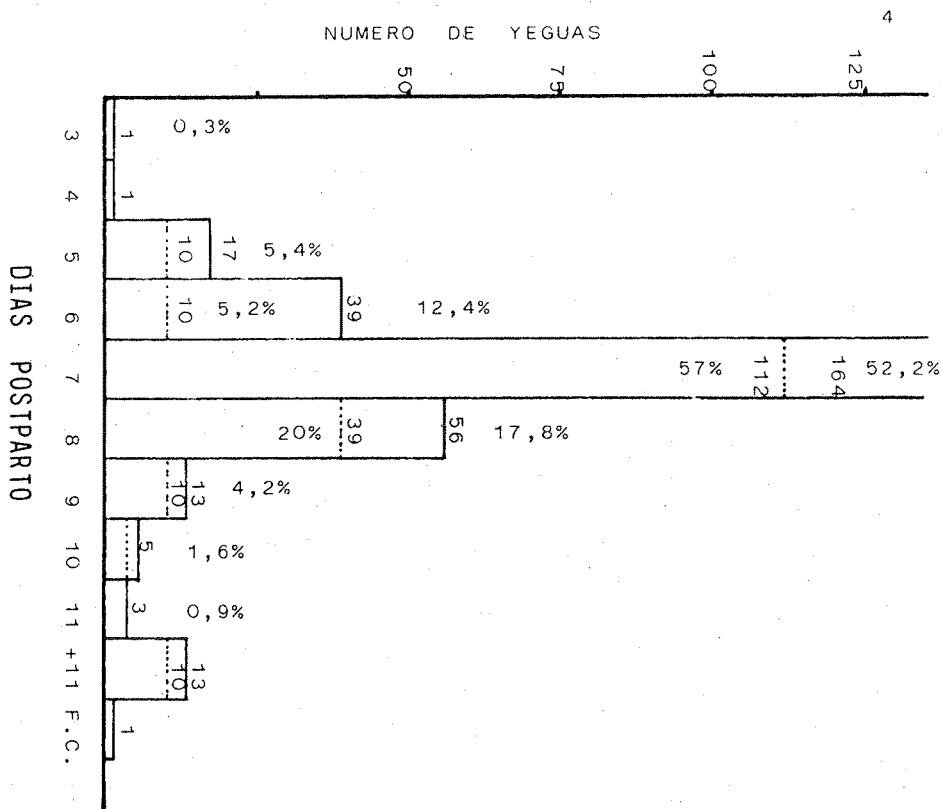 4
NUMERO DE YEGUAS
50 75 100 125
3 1 0,3%
4 1
5 10 17 5,4%
6 10 5,2% 39 12,4%
7 57% 112 164 52,2%
8 20% 39 56 17,8%
9 10 13 4,2%
10 5 1,6%
11 3 0,9%
+11 10 13
F.C. 1
DIAS POSTPARTO